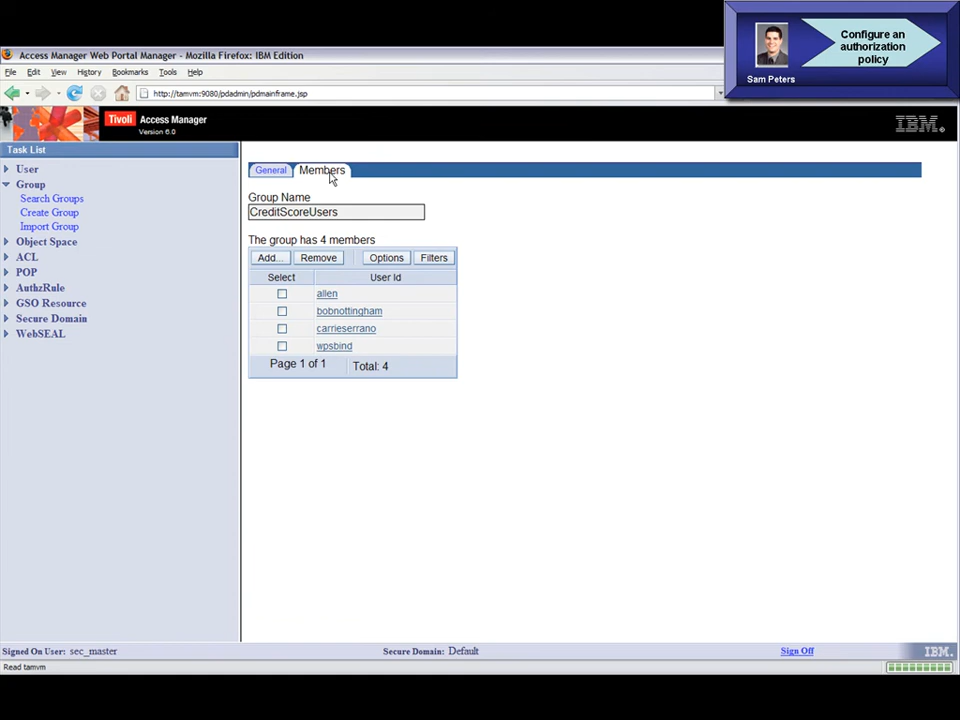 Configure an
authorization
policy
Sam Peters
Access Manager Web Portal Manager - Mozilla Firefox: IBM Edition
File Edit View History Bookmarks Tools Help
http://tamvm:9080/pdadmin/pdmainframe.jsp
Tivoli Access Manager
Version 6.0
IBM.
Task List
User
Group
Search Groups
Create Group
Import Group
Object Space
ACL
POP
AuthzRule
GSO Resource
Secure Domain
WebSEAL
General Members
Group Name
CreditScoreUsers
The group has 4 members
Add... Remove Options Filters
Select User Id
allen
bobnottingham
carrieserrano
wpsbind
Page 1 of 1 Total: 4
Signed On User: sec_master Secure Domain: Default Sign Off IBM.
Read tamvm